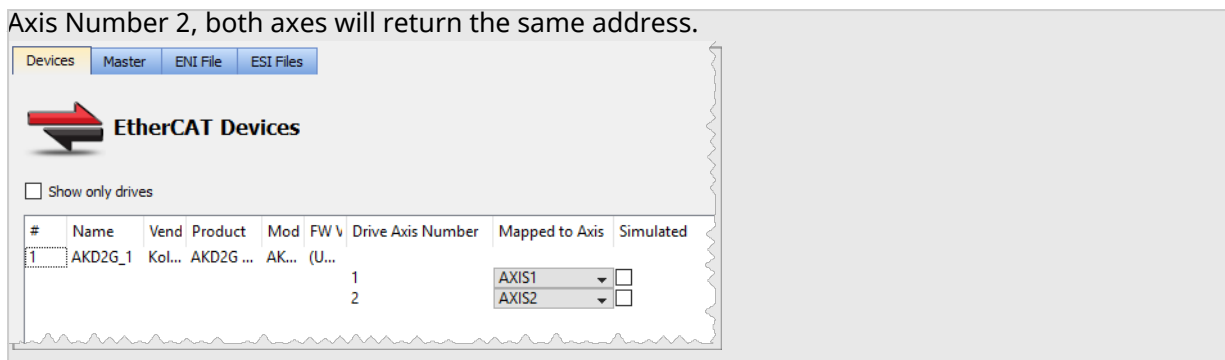 Axis Number 2, both axes will return the same address.
Devices Master ENI File ESI Files
EtherCAT Devices
Show only drives
# Name Vend Product Mod FW V Drive Axis Number Mapped to Axis Simulated
1 AKD2G_1 Kol... AKD2G ... AK... (U...
1 AXIS1
2 AXIS2